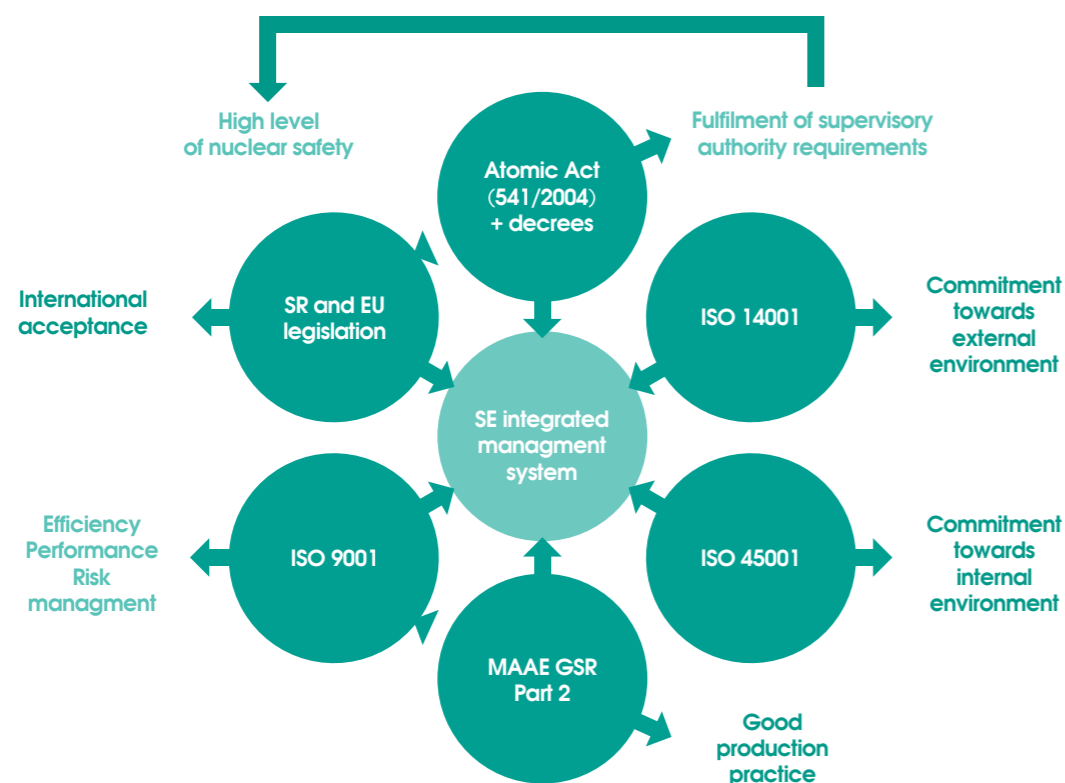 High level
of nuclear safety
Fulfilment of supervisory
authority requirements
Atomic Act
(541/2004)
+ decrees
International
acceptance
SR and EU
legislation
ISO 14001
Commitment
towards
external
environment
SE integrated
managment
system
Efficiency
Performance
Risk
managment
ISO 9001
ISO 45001
Commitment
towards
internal
environment
MAAE GSR
Part 2
Good
production
practice